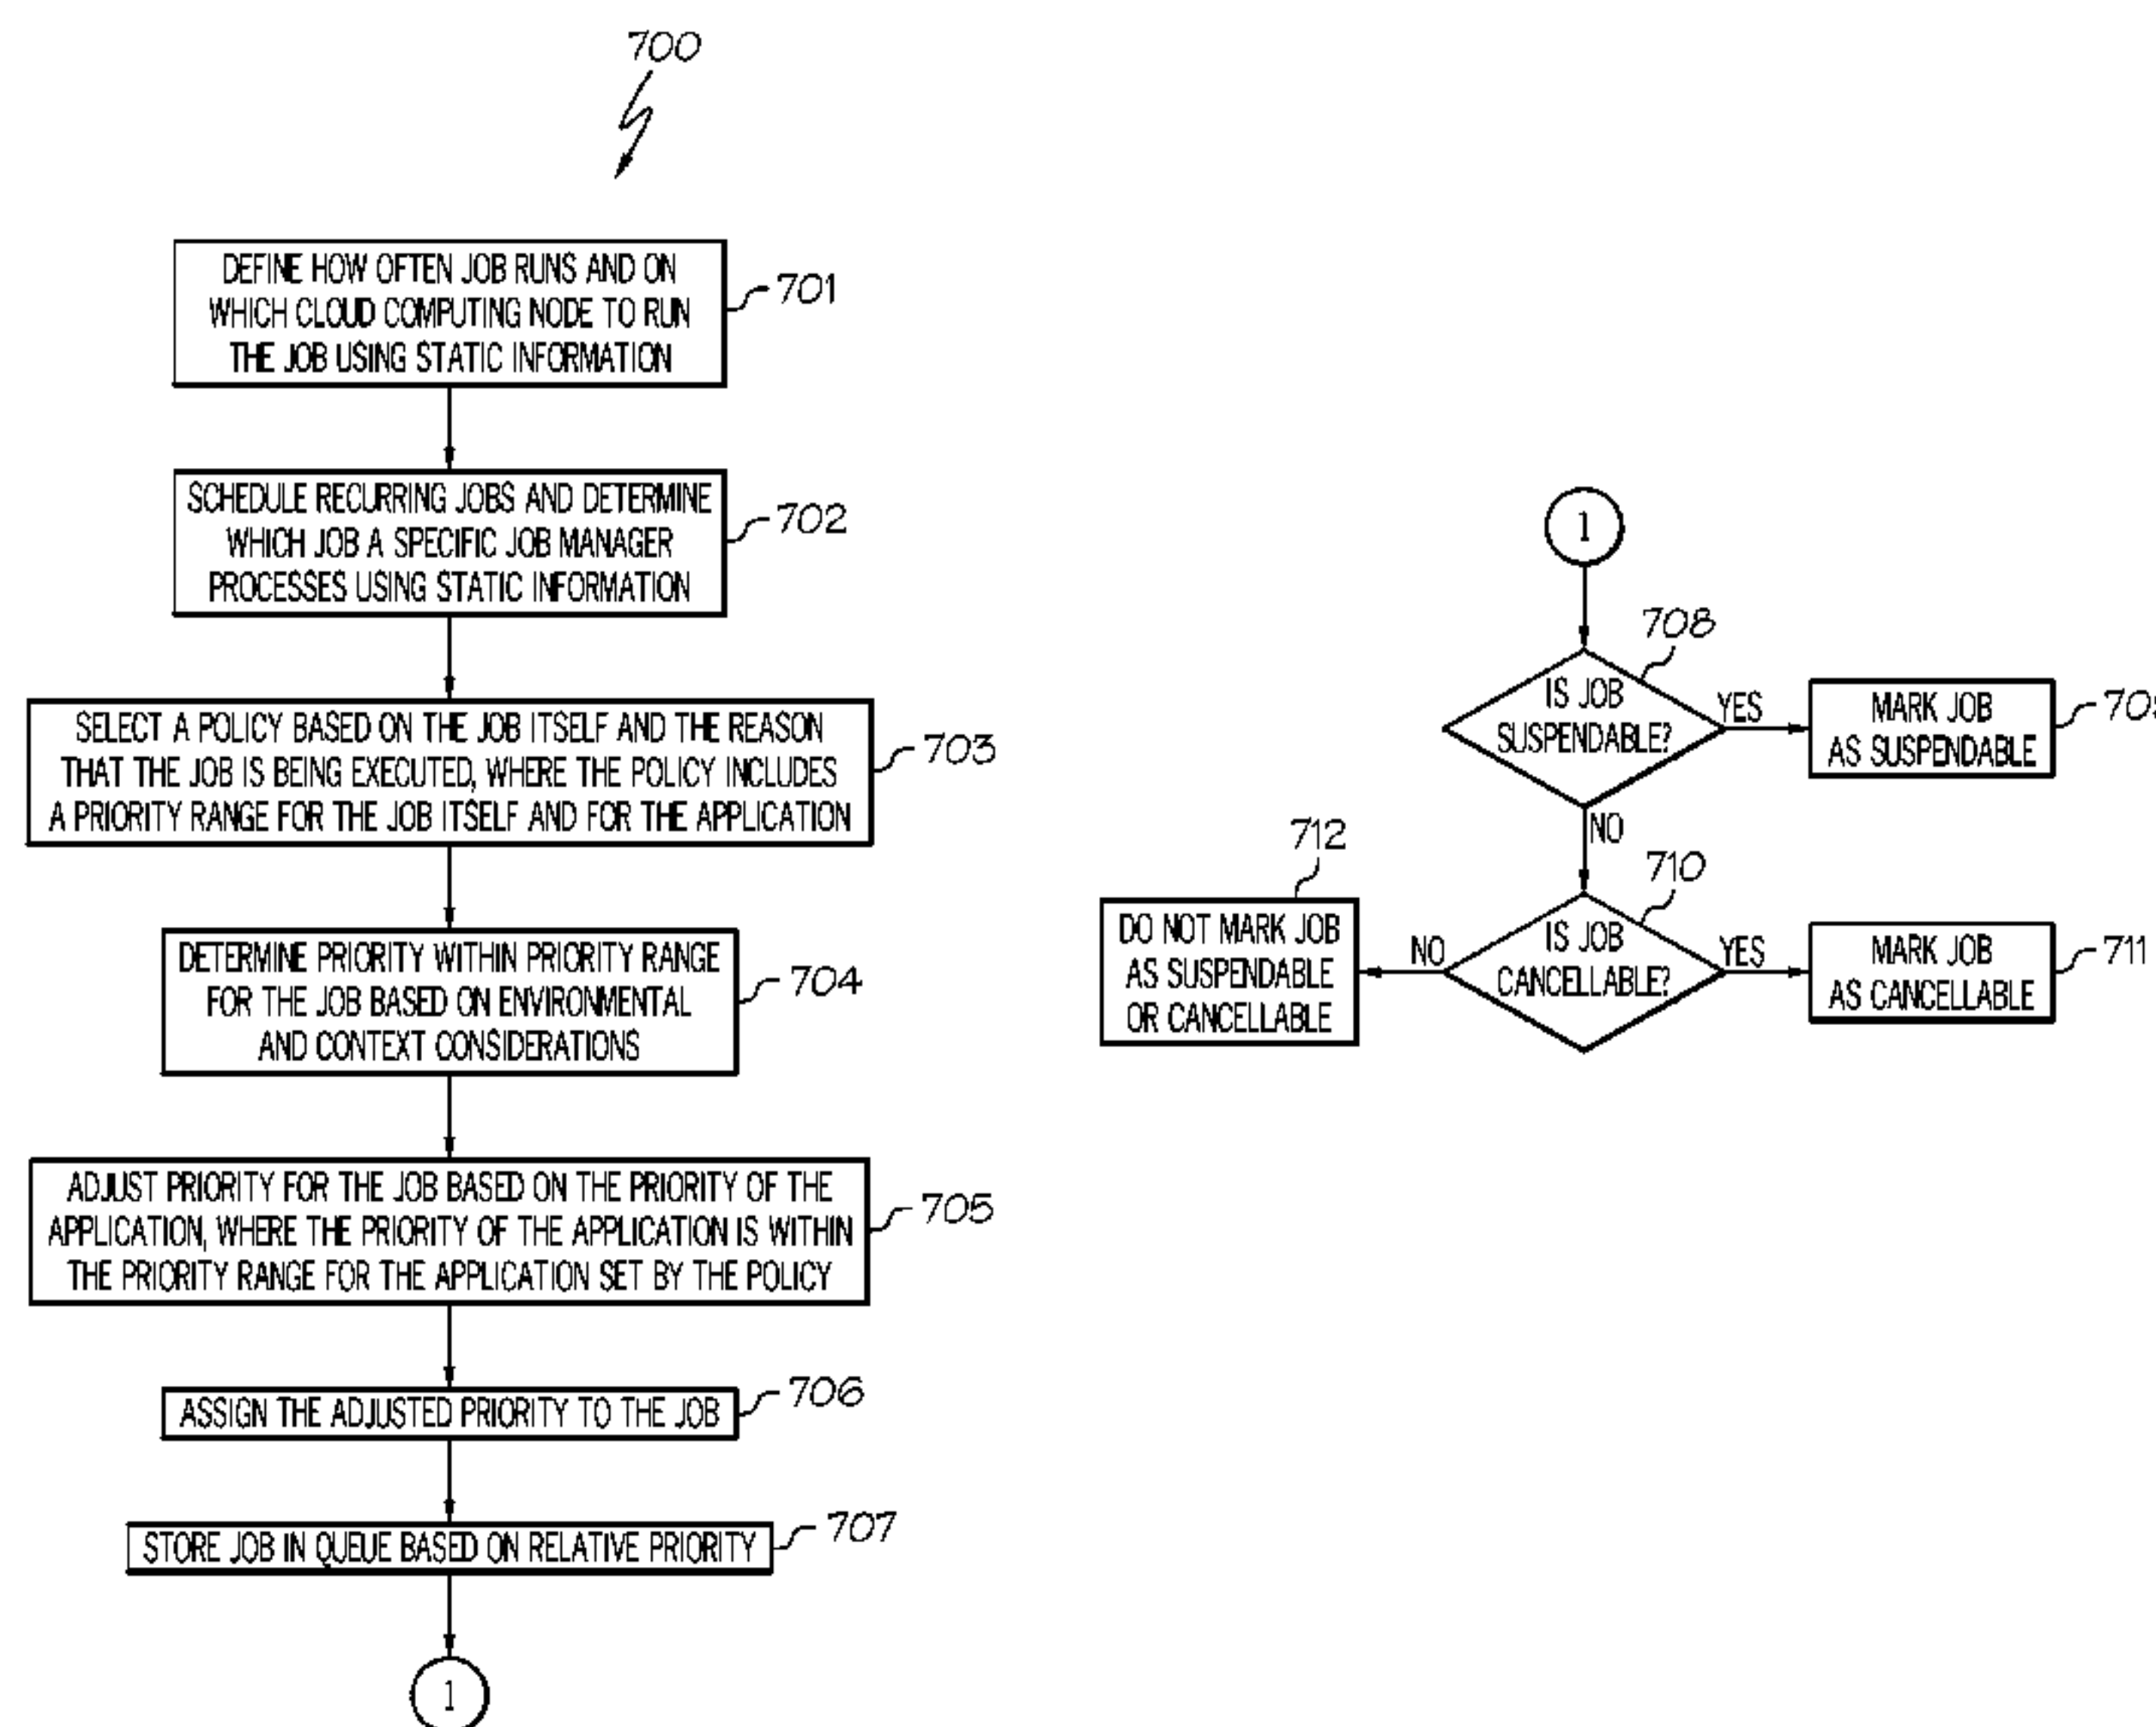 700
DEFINE HOW OFTEN JOB RUNS AND ON
WHICH CLOUD COMPUTING NODE TO RUN
THE JOB USING STATIC INFORMATION
701
SCHEDULE RECURRING JOBS AND DETERMINE
WHICH JOB A SPECIFIC JOB MANAGER
PROCESSES USING STATIC INFORMATION
702
SELECT A POLICY BASED ON THE JOB ITSELF AND THE REASON
THAT THE JOB IS BEING EXECUTED, WHERE THE POLICY INCLUDES
A PRIORITY RANGE FOR THE JOB ITSELF AND FOR THE APPLICATION
703
DETERMINE PRIORITY WITHIN PRIORITY RANGE
FOR THE JOB BASED ON ENVIRONMENTAL
AND CONTEXT CONSIDERATIONS
704
ADJUST PRIORITY FOR THE JOB BASED ON THE PRIORITY OF THE
APPLICATION, WHERE THE PRIORITY OF THE APPLICATION IS WITHIN
THE PRIORITY RANGE FOR THE APPLICATION SET BY THE POLICY
705
ASSIGN THE ADJUSTED PRIORITY TO THE JOB
706
STORE JOB IN QUEUE BASED ON RELATIVE PRIORITY
707
1
1
708
IS JOB
SUSPENDABLE?
YES
MARK JOB
AS SUSPENDABLE
NO
710
IS JOB
CANCELLABLE?
YES
MARK JOB
AS CANCELLABLE
711
NO
712
DO NOT MARK JOB
AS SUSPENDABLE
OR CANCELLABLE